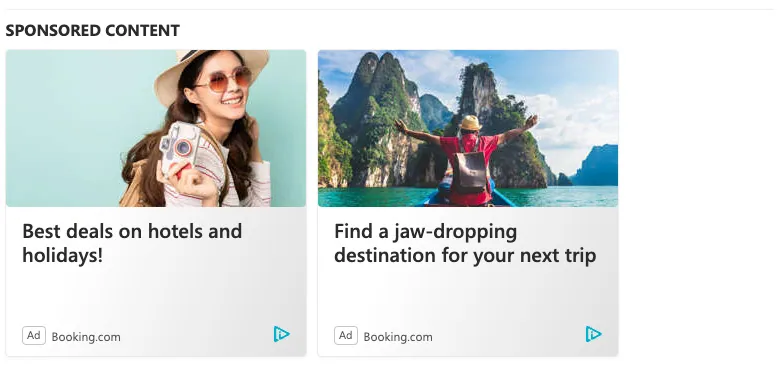 SPONSORED CONTENT
Best deals on hotels and
holidays!
Ad Booking.com
Find a jaw-dropping
destination for your next trip
Ad Booking.com